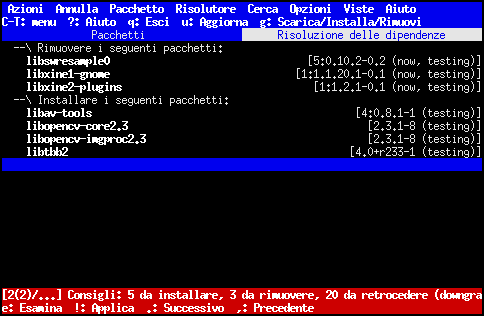 Azioni Annulla Pacchetto Risolutore Cerca Opzioni Viste Aiuto
C-T: menu ?: Aiuto q: Esci u: Aggiorna g: Scarica/Installa/Rimuovi
Pacchetti Risoluzione delle dipendenze
--\ Rimuovere i seguenti pacchetti:
libswresample0 [5:0.10.2-0.2 (now, testing)]
libxine1-gnome [1:1.1.20.1-0.1 (now, testing)]
libxine2-plugins [1:1.2.1-0.1 (now, testing)]
--\ Installare i seguenti pacchetti:
libav-tools [4:0.8.1-1 (testing)]
libopencv-core2.3 [2.3.1-8 (testing)]
libopencv-imgproc2.3 [2.3.1-8 (testing)]
libtbb2 [4.0+r233-1 (testing)]
[2(2)/...] Consigli: 5 da installare, 3 da rimuovere, 20 da retrocedere (downgra
e: Esamina !: Applica .: Successivo ,: Precedente